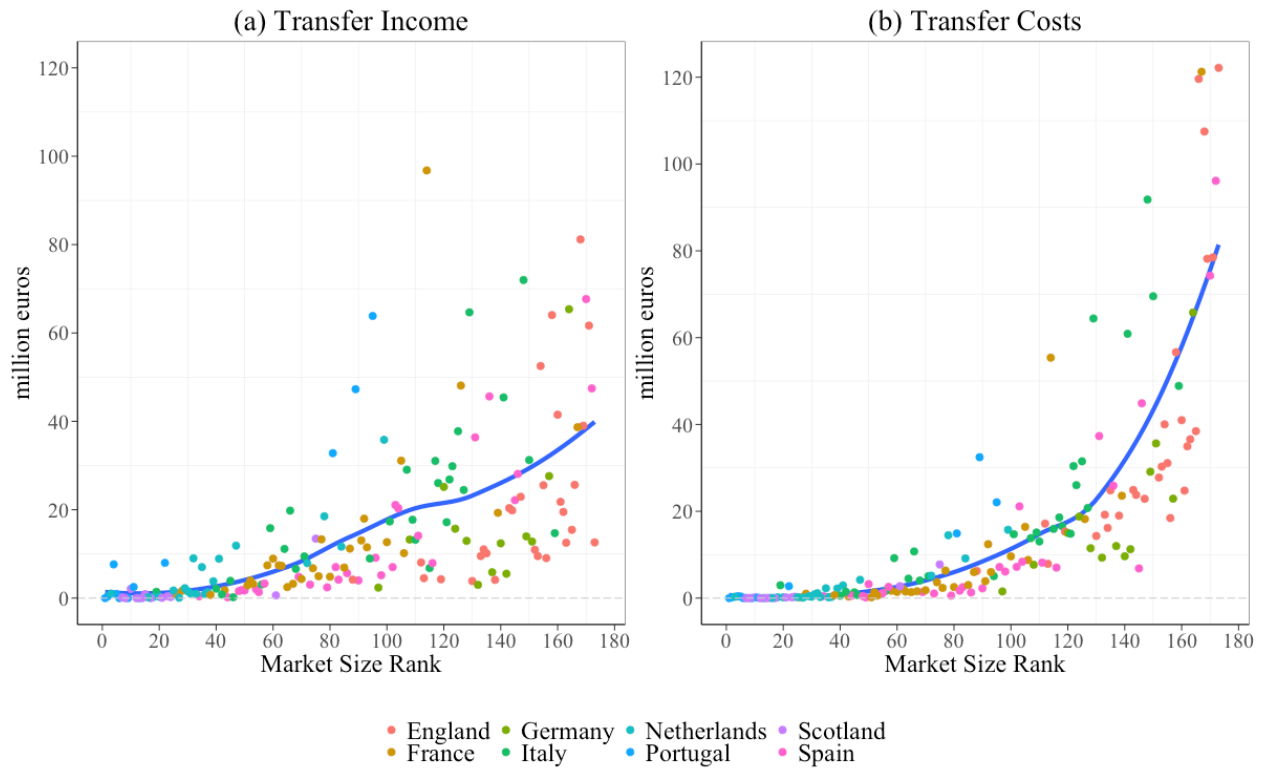 (a) Transfer Income
(b) Transfer Costs
million euros
120
100
80
60
40
20
0
0 20 40 60 80 100 120 140 160 180
Market Size Rank
million euros
120
100
80
60
40
20
0
0 20 40 60 80 100 120 140 160 180
Market Size Rank
England Germany Netherlands Scotland
France Italy Portugal Spain